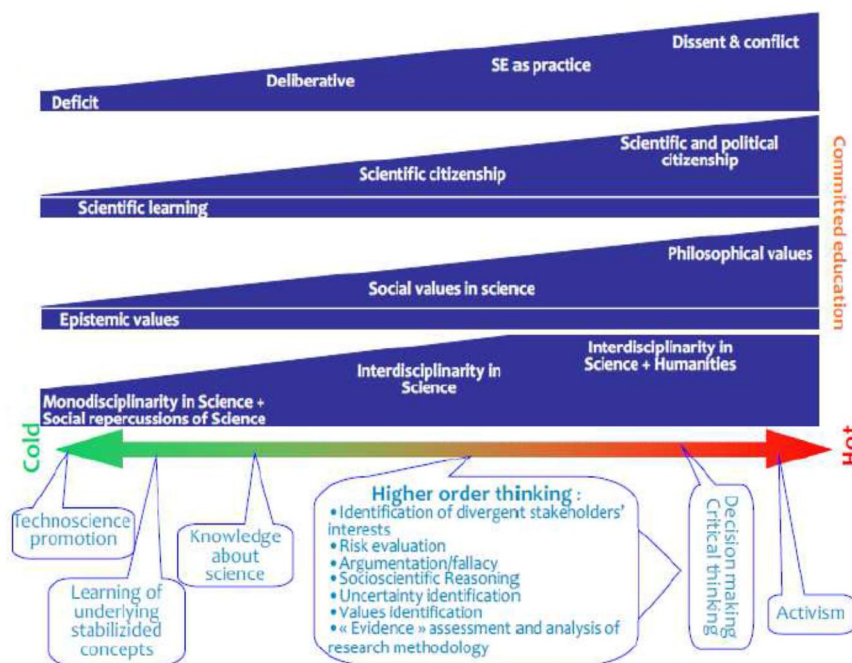 Dissent & conflict
SE as practice
Deliberative
Deficit
Scientific and political
citizenship
Scientific citizenship
Scientific learning
Philosophical values
Social values in science
Epistemic values
Interdisciplinarity in
Science + Humanities
Interdisciplinarity in
Science
Monodisciplinarity in Science +
Social repercussions of Science
Committed education
Cold
Hot
Technoscience
promotion
Learning of
underlying
stabilizided
concepts
Knowledge
about
science
Higher order thinking :
•Identification of divergent stakeholders'
interests
•Risk evaluation
•Argumentation/fallacy
•Socioscientific Reasoning
•Uncertainty identification
•Values identification
•« Evidence » assessment and analysis of
research methodology
Decision making
Critical thinking
Activism